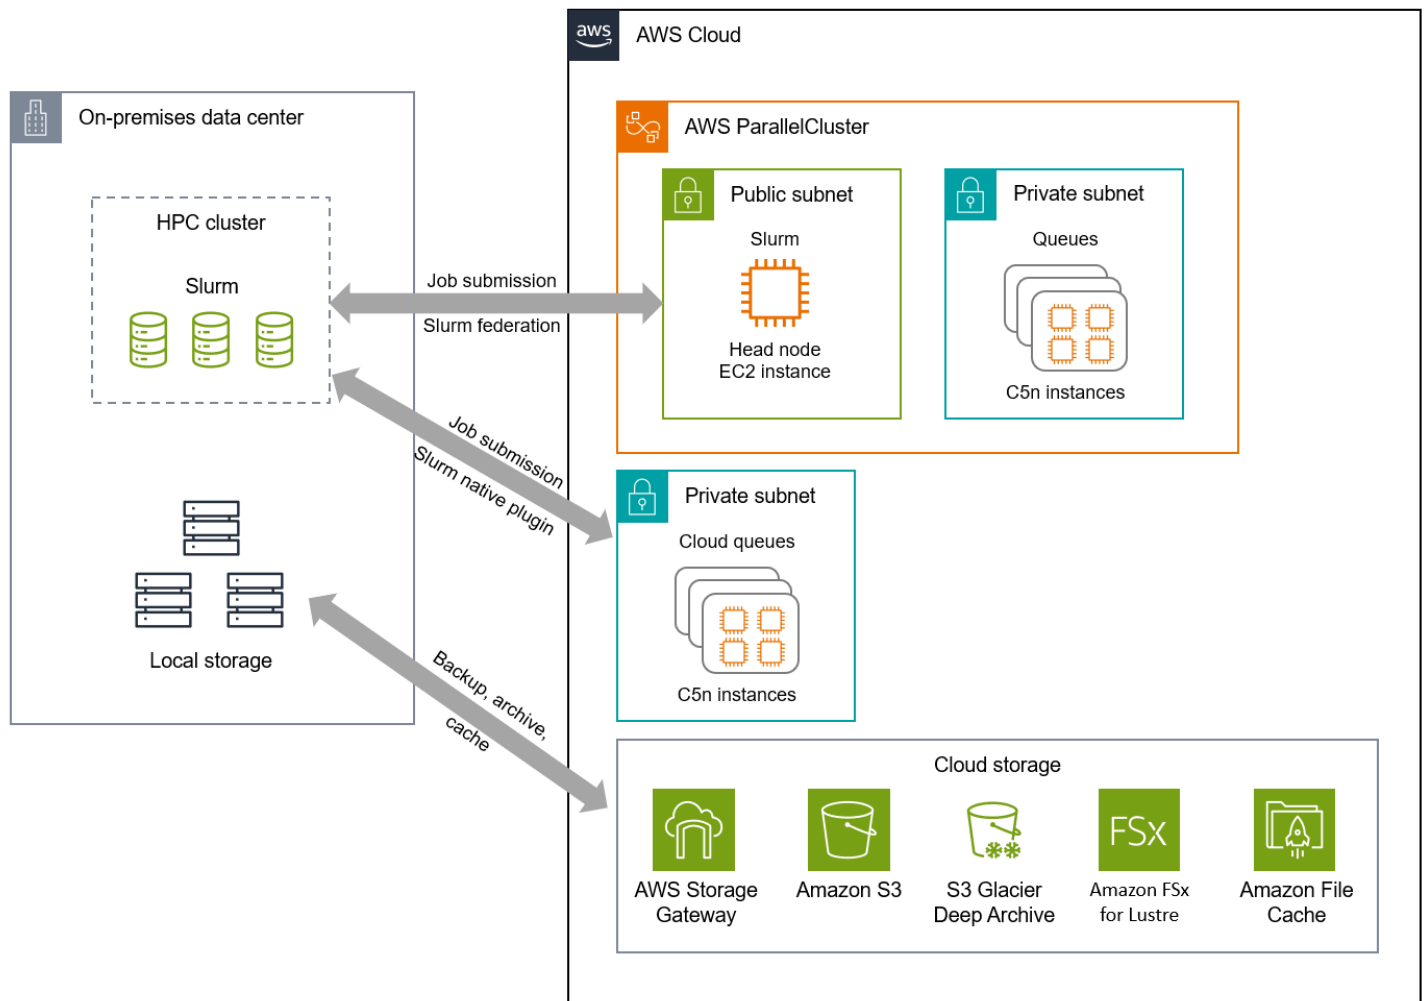 aws
AWS Cloud
On-premises data center
AWS ParallelCluster
HPC cluster
Slurm
Public subnet
Slurm
Head node
EC2 instance
Private subnet
Queues
C5n instances
Job submission
Slurm federation
Job submission
Slurm native plugin
Private subnet
Cloud queues
C5n instances
Local storage
Backup, archive,
cache
Cloud storage
FSx
AWS Storage
Gateway
Amazon S3
S3 Glacier
Deep Archive
Amazon FSx
for Lustre
Amazon File
Cache